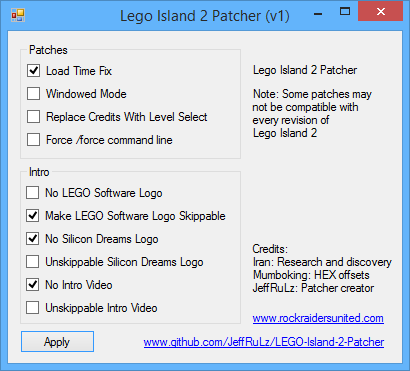 Lego Island 2 Patcher (v1)
Patches
Load Time Fix
Windowed Mode
Replace Credits With Level Select
Force /force command line
Intro
No LEGO Software Logo
Make LEGO Software Logo Skippable
No Silicon Dreams Logo
Unskippable Silicon Dreams Logo
No Intro Video
Unskippable Intro Video
Apply
Lego Island 2 Patcher
Note: Some patches may
not be compatible with
every revision of
Lego Island 2
Credits:
Iran: Research and discovery
Mumboking: HEX offsets
JeffRuLz: Patcher creator
www.rockraidersunited.com
www.github.com/JeffRuLz/LEGO-Island-2-Patcher